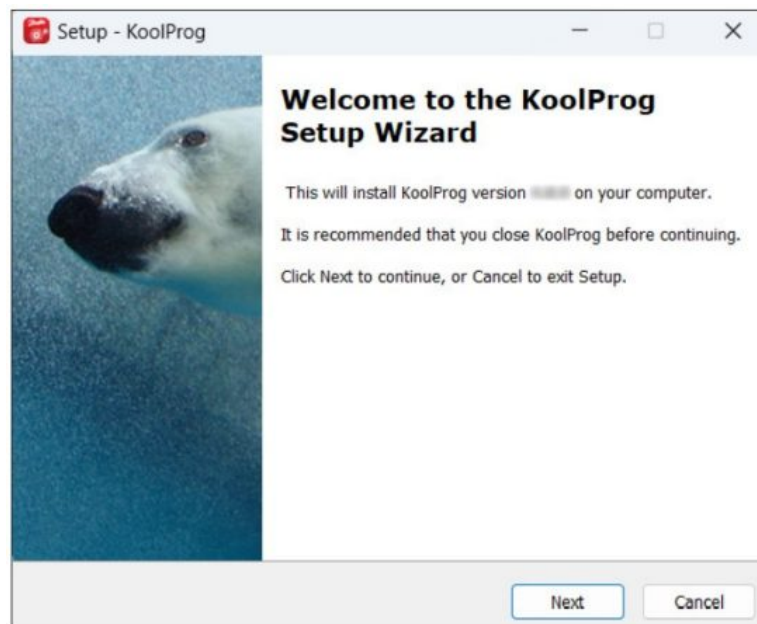 Setup - KoolProg
Welcome to the KoolProg
Setup Wizard
This will install KoolProg version on your computer.
It is recommended that you close KoolProg before continuing.
Click Next to continue, or Cancel to exit Setup.
Next
Cancel